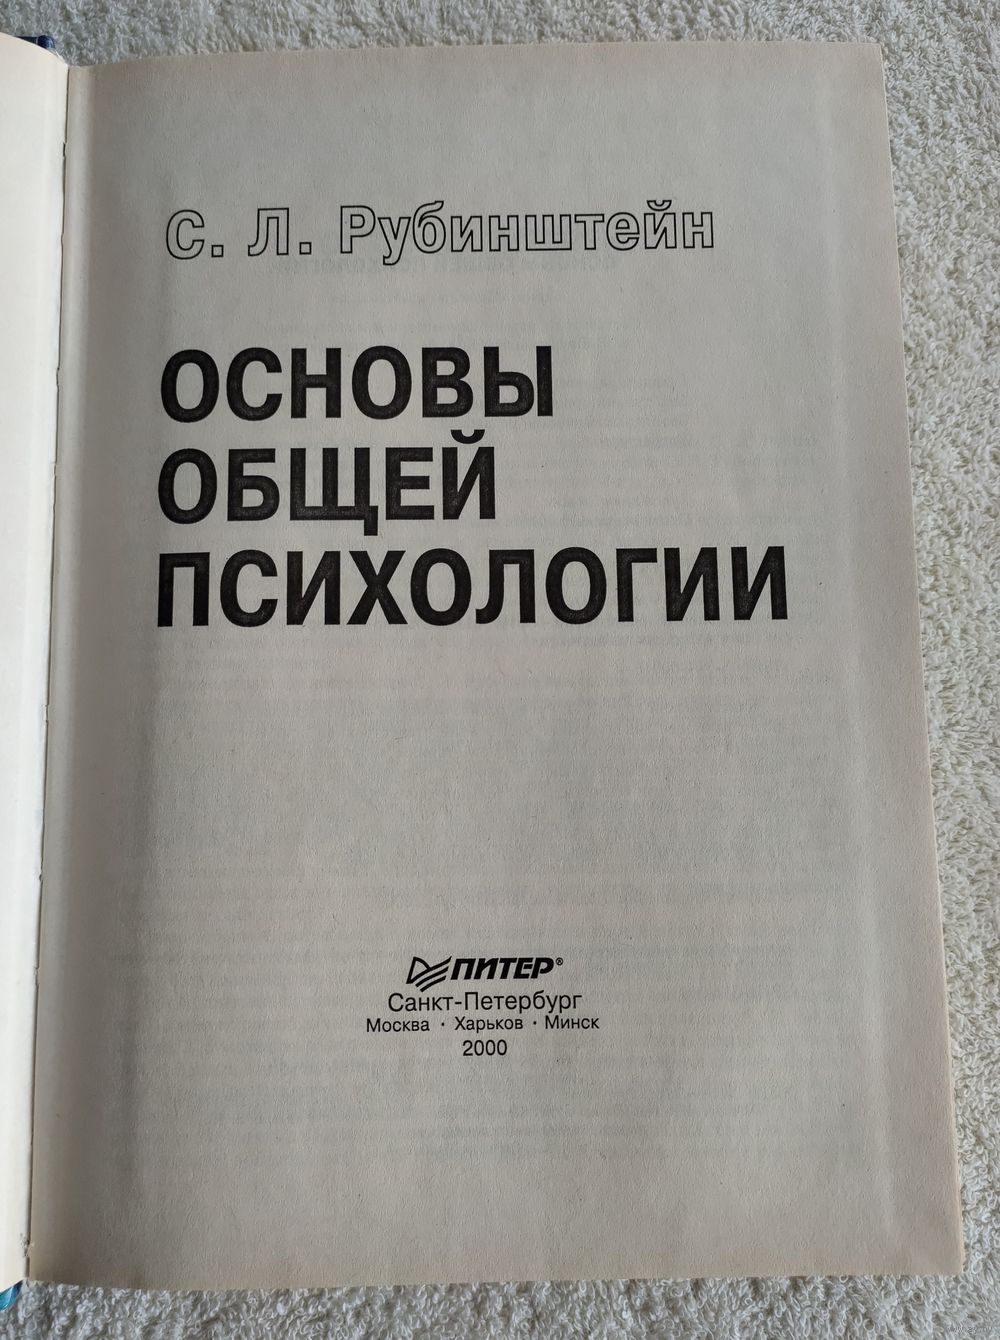 С. Л. Рубинштейн
ОСНОВЫ
ОБЩЕЙ
ПСИХОЛОГИИ
ПИТЕР®
Санкт-Петербург
Москва · Харьков · Минск
2000